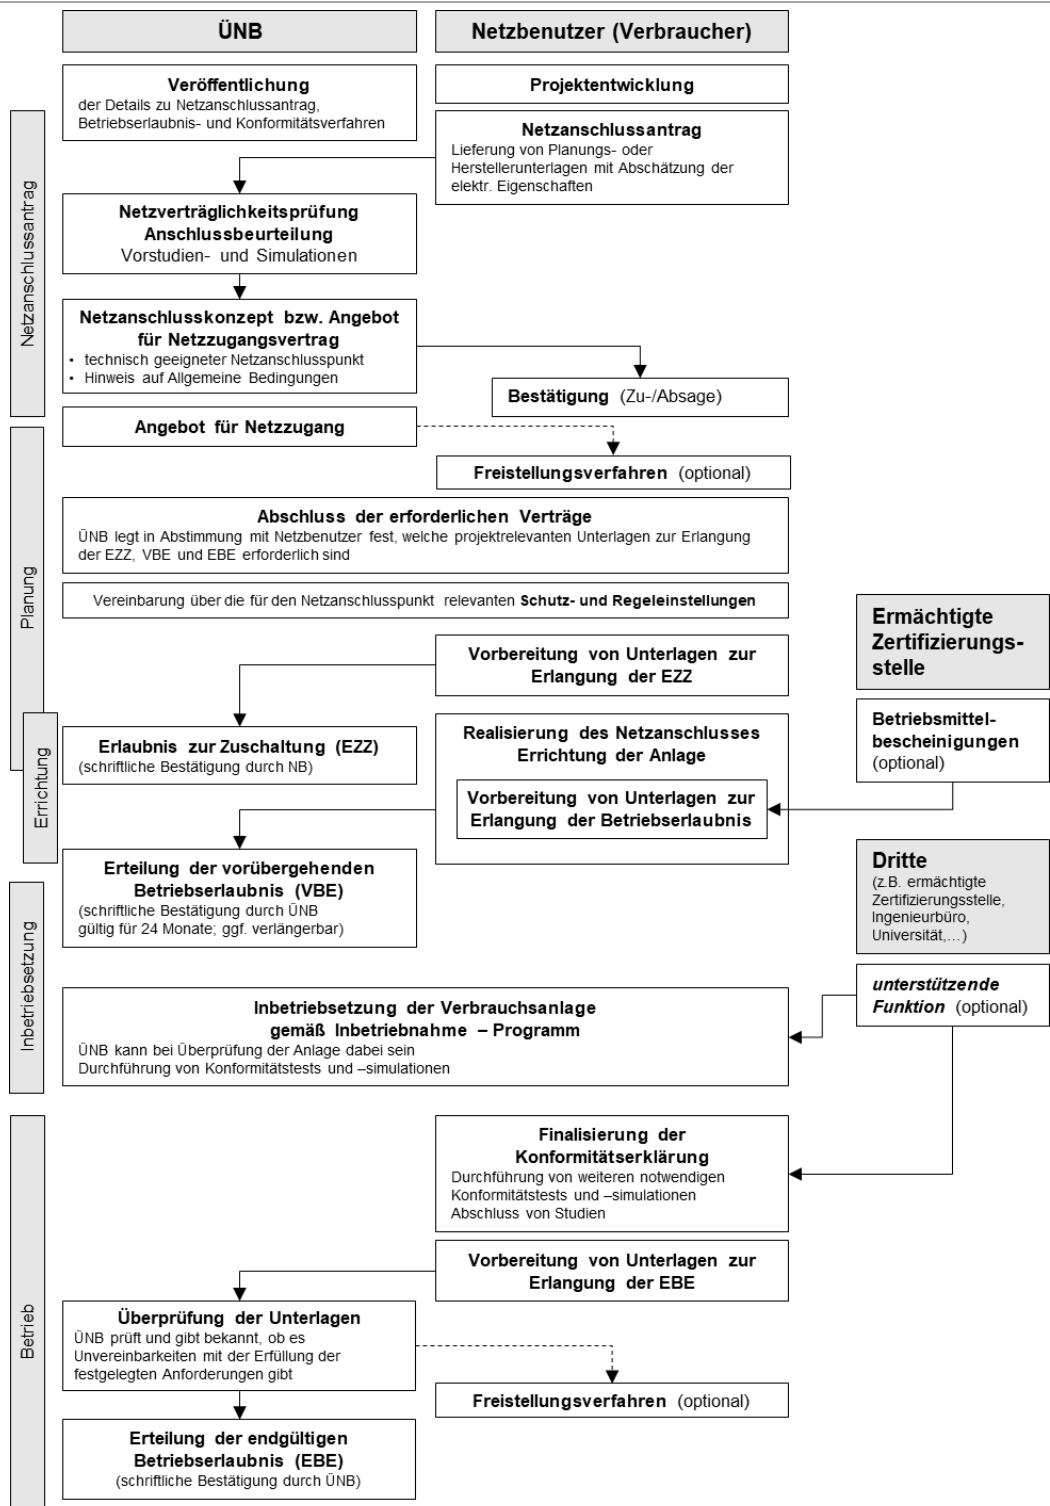 ÜNB
Netzbenutzer (Verbraucher)
Veröffentlichung
der Details zu Netzanschlussantrag,
Betriebserlaubnis- und Konformitätsverfahren
Projektentwicklung
Netzanschlussantrag
Netzanschlussantrag
Lieferung von Planungs- oder
Herstellerunterlagen mit Abschätzung der
elektr. Eigenschaften
Netzverträglichkeitsprüfung
Anschlussbeurteilung
Vorstudien- und Simulationen
Netzanschlusskonzept bzw. Angebot
für Netzzugangsvertrag
• technisch geeigneter Netzanschlusspunkt
• Hinweis auf Allgemeine Bedingungen
Bestätigung (Zu-/Absage)
Planung
Angebot für Netzzugang
Freistellungsverfahren (optional)
Abschluss der erforderlichen Verträge
ÜNB legt in Abstimmung mit Netzbenutzer fest, welche projektrelevanten Unterlagen zur Erlangung
der EZZ, VBE und EBE erforderlich sind
Vereinbarung über die für den Netzanschlusspunkt relevanten Schutz- und Regeleinstellungen
Ermächtigte
Zertifizierungs-
stelle
Vorbereitung von Unterlagen zur
Erlangung der EZZ
Betriebsmittel-
bescheinigungen
(optional)
Errichtung
Erlaubnis zur Zuschaltung (EZZ)
(schriftliche Bestätigung durch NB)
Realisierung des Netzanschlusses
Errichtung der Anlage
Vorbereitung von Unterlagen zur
Erlangung der Betriebserlaubnis
Erteilung der vorübergehenden
Betriebserlaubnis (VBE)
(schriftliche Bestätigung durch ÜNB
gültig für 24 Monate; ggf. verlängerbar)
Dritte
(z.B. ermächtigte
Zertifizierungsstelle,
Ingenieurbüro,
Universität,...)
Inbetriebsetzung
unterstützende
Funktion (optional)
Inbetriebsetzung der Verbrauchsanlage
gemäß Inbetriebnahme – Programm
ÜNB kann bei Überprüfung der Anlage dabei sein
Durchführung von Konformitätstests und –simulationen
Betrieb
Finalisierung der
Konformitätserklärung
Durchführung von weiteren notwendigen
Konformitätstests und –simulationen
Abschluss von Studien
Vorbereitung von Unterlagen zur
Erlangung der EBE
Überprüfung der Unterlagen
ÜNB prüft und gibt bekannt, ob es
Unvereinbarkeiten mit der Erfüllung der
festgelegten Anforderungen gibt
Freistellungsverfahren (optional)
Erteilung der endgültigen
Betriebserlaubnis (EBE)
(schriftliche Bestätigung durch ÜNB)